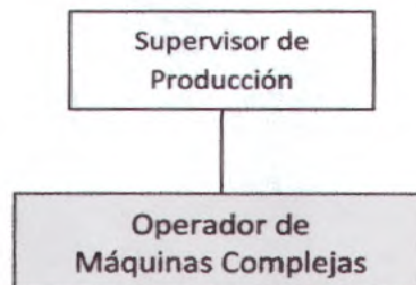 Supervisor de
Producción
Operador de
Máquinas Complejas